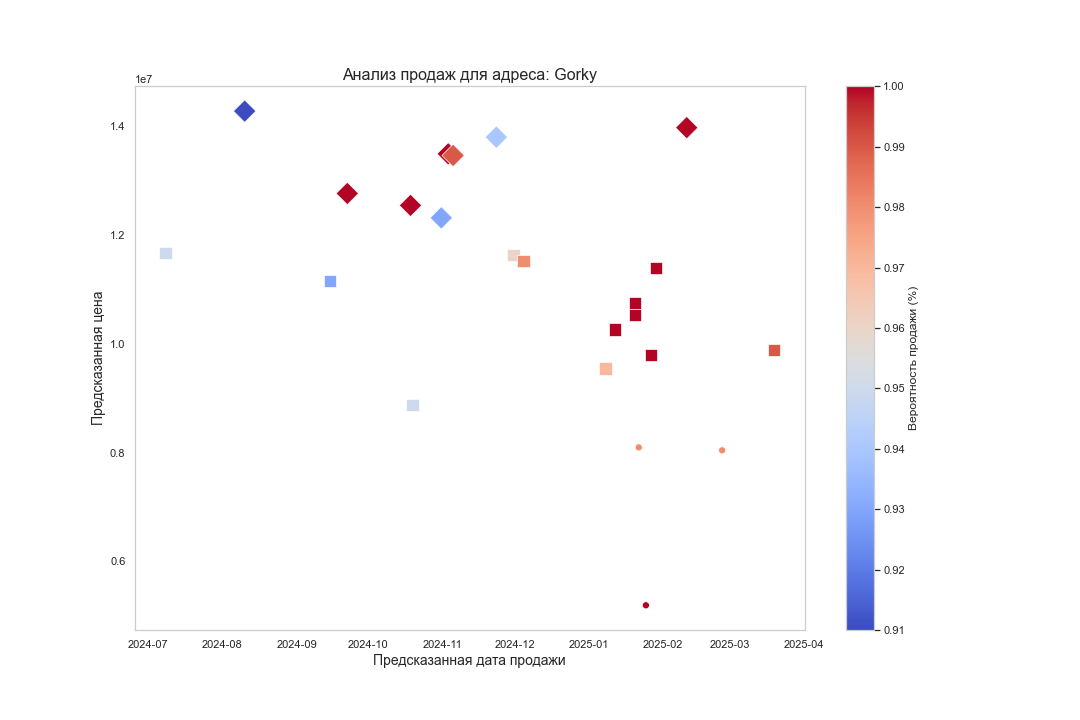 Анализ продаж для адреса: Gorky
1e7
1.4
1.2
1.0
0.8
0.6
Предсказанная цена
2024-07 2024-08 2024-09 2024-10 2024-11 2024-12 2025-01 2025-02 2025-03 2025-04
Предсказанная дата продажи
1.00
0.99
0.98
0.97
0.96
0.95
0.94
0.93
0.92
0.91
Вероятность продажи (%)